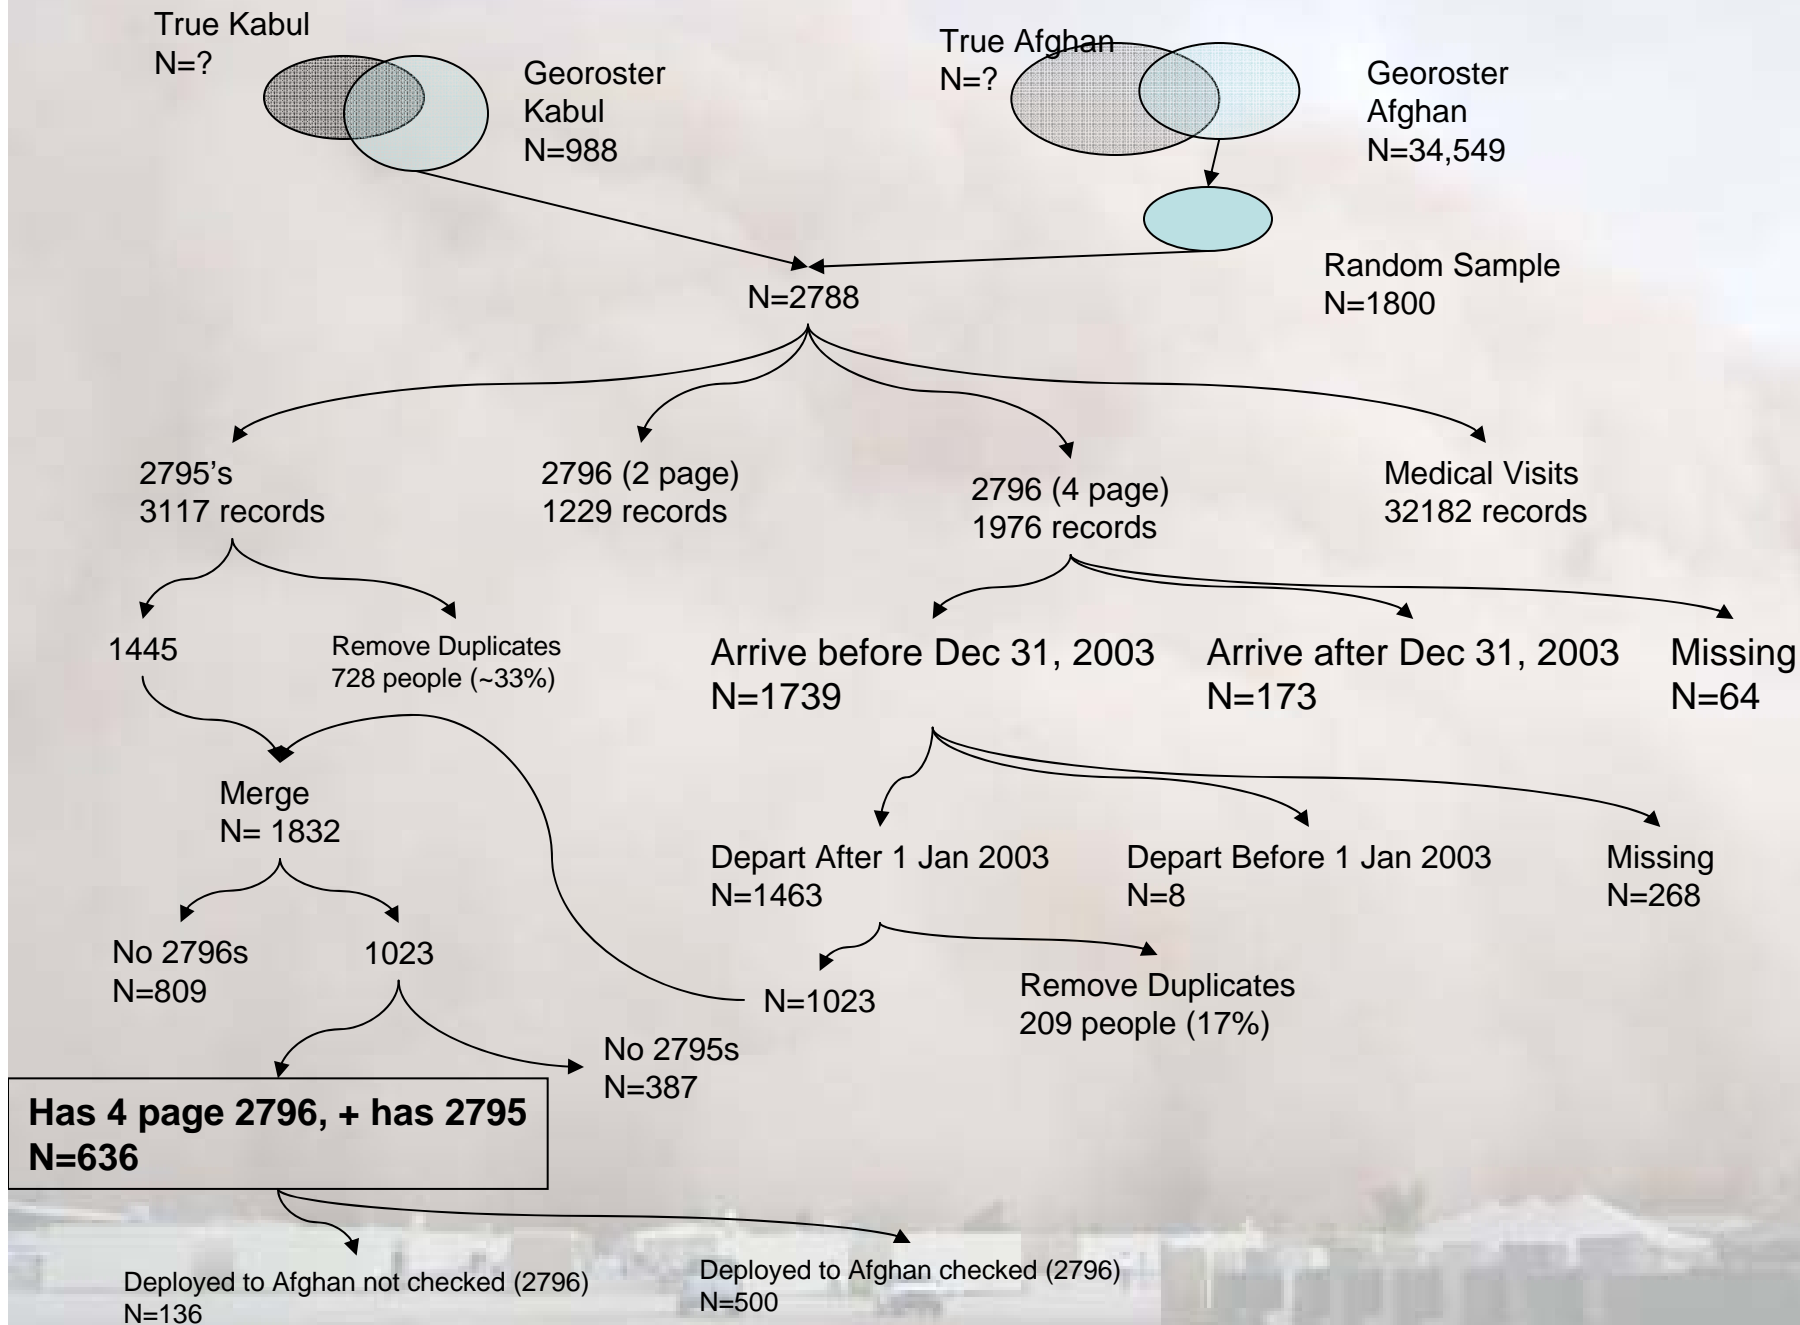 True Kabul
N=?
Georoster
Kabul
N=988
True Afghan
N=?
Georoster
Afghan
N=34,549
Random Sample
N=1800
N=2788
2795’s
3117 records
2796 (2 page)
1229 records
2796 (4 page)
1976 records
Medical Visits
32182 records
1445
Remove Duplicates
728 people (~33%)
Arrive before Dec 31, 2003
N=1739
Arrive after Dec 31, 2003
N=173
Missing
N=64
Merge
N= 1832
Depart After 1 Jan 2003
N=1463
Depart Before 1 Jan 2003
N=8
Missing
N=268
No 2796s
N=809
1023
N=1023
Remove Duplicates
209 people (17%)
No 2795s
N=387
Has 4 page 2796, + has 2795
N=636
Deployed to Afghan not checked (2796)
N=136
Deployed to Afghan checked (2796)
N=500